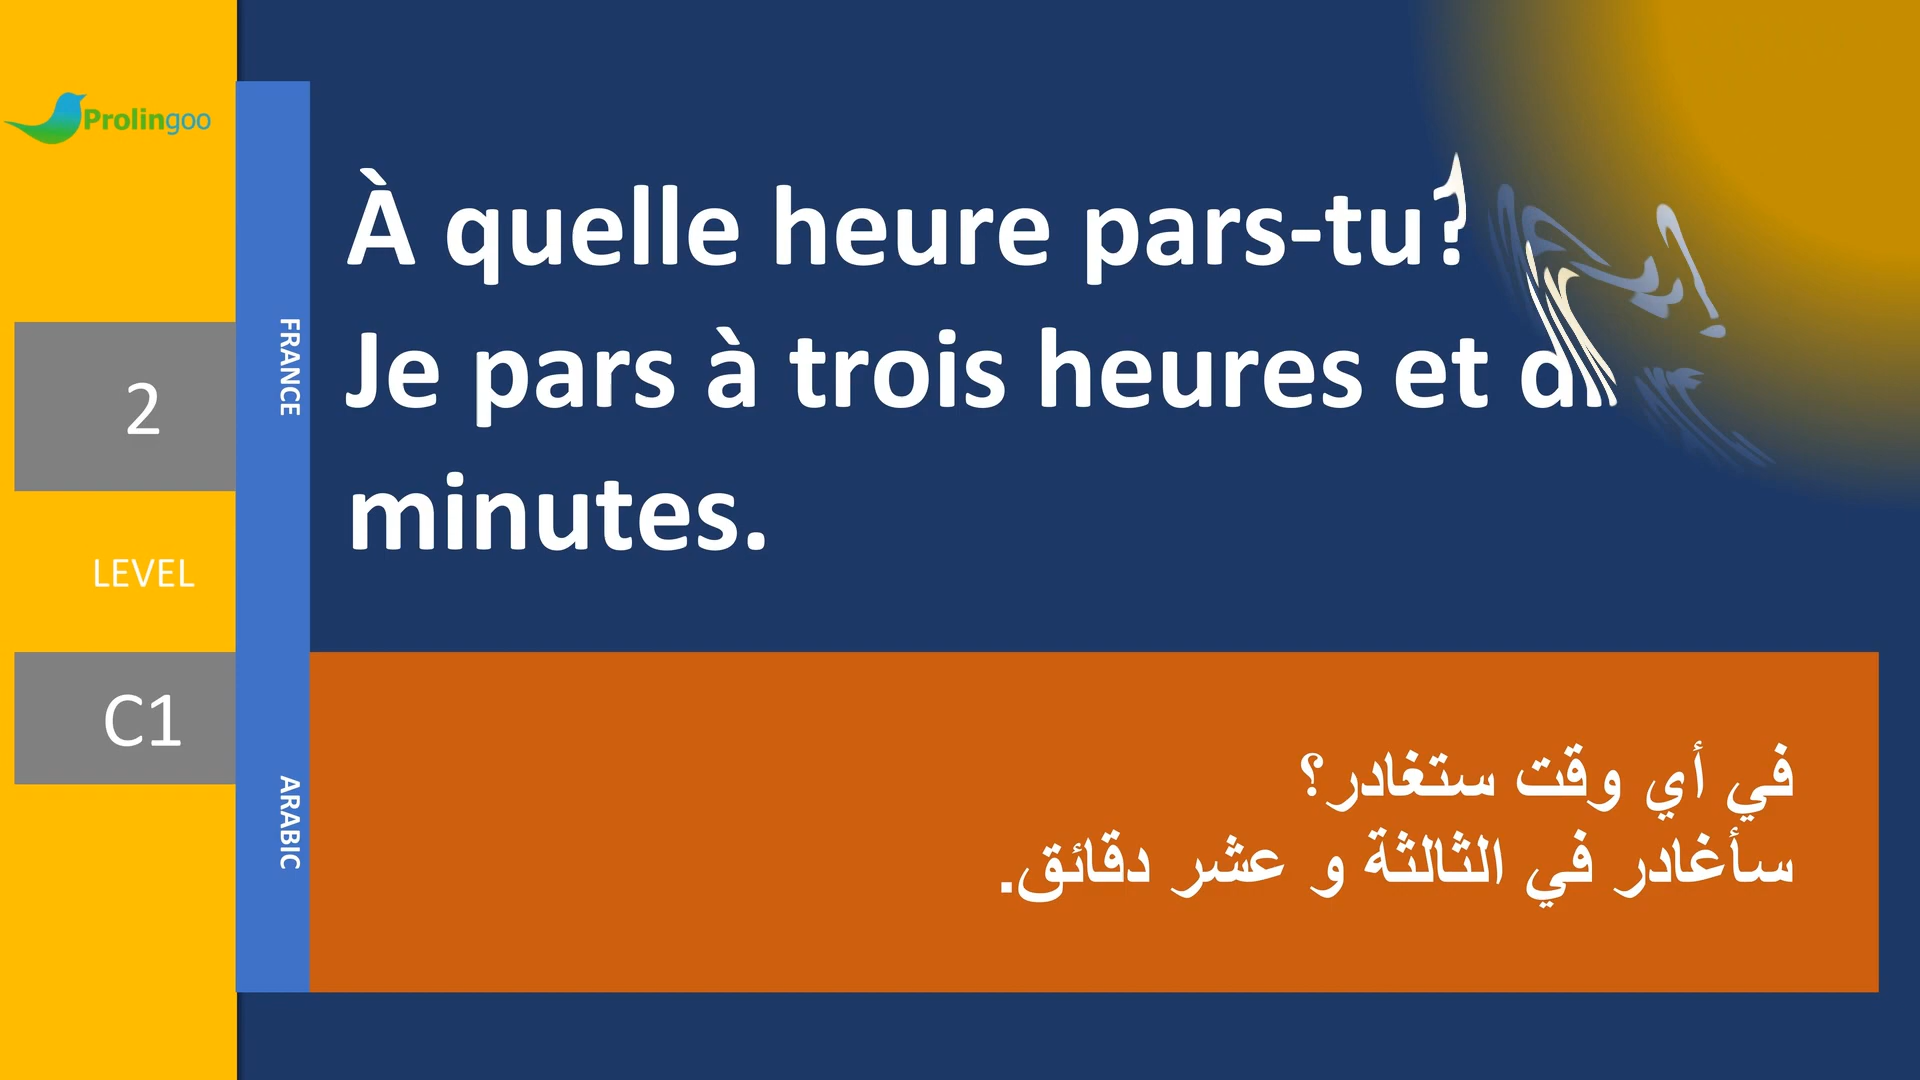 Prolingoo
2
LEVEL
C1
FRANCE
ARABIC
À quelle heure pars-tu?
Je pars à trois heures et
minutes.
في أي وقت ستغادر؟
سأغادر في الثالثة و عشر دقائق.